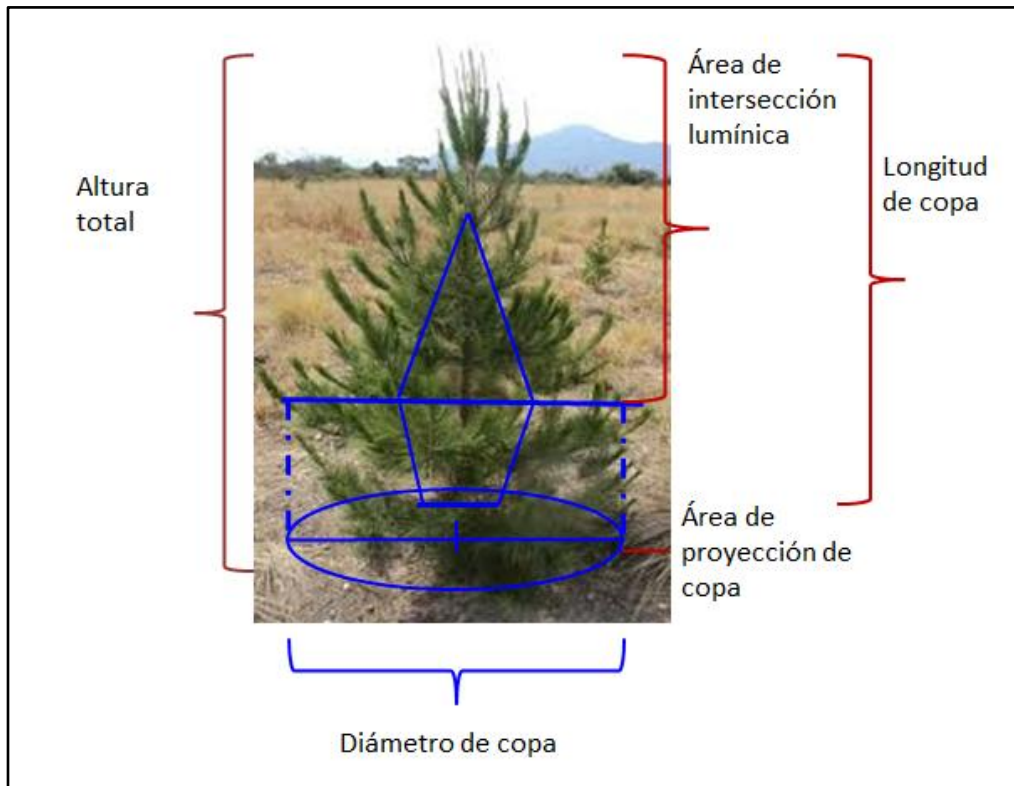 Área de
intersección
lumínica
Longitud
de copa
Altura
total
Área de
proyección de
copa
Diámetro de copa